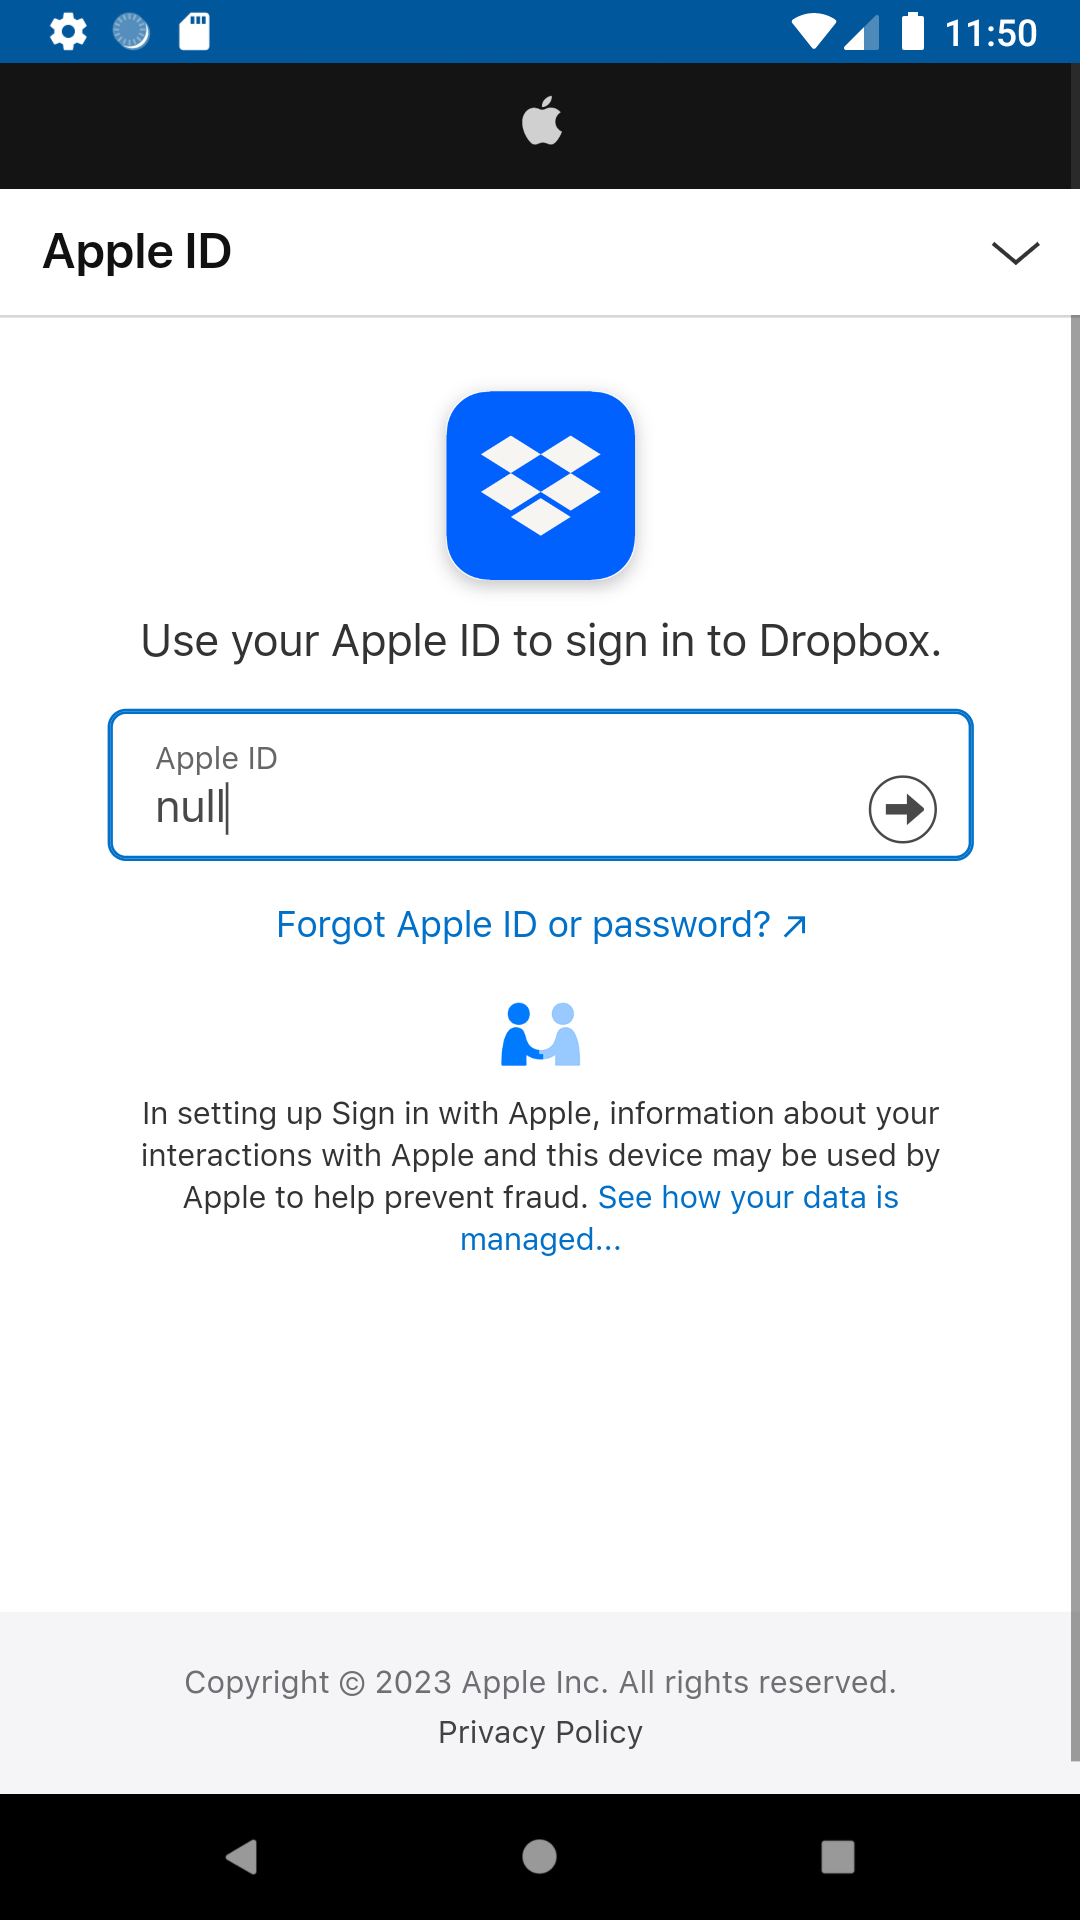 11:50
Apple ID
Use your Apple ID to sign in to Dropbox.
Apple ID
null
Forgot Apple ID or password?
In setting up Sign in with Apple, information about your
interactions with Apple and this device may be used by
Apple to help prevent fraud. See how your data is
managed...
Copyright © 2023 Apple Inc. All rights reserved.
Privacy Policy